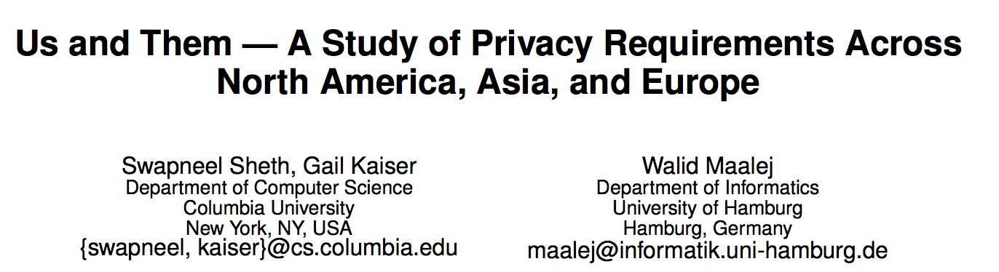 Us and Them — A Study of Privacy Requirements Across
North America, Asia, and Europe
Swapneel Sheth, Gail Kaiser
Department of Computer Science
Columbia University
New York, NY, USA
{swapneel, kaiser}@cs.columbia.edu
Walid Maalej
Department of Informatics
University of Hamburg
Hamburg, Germany
maalej@informatik.uni-hamburg.de